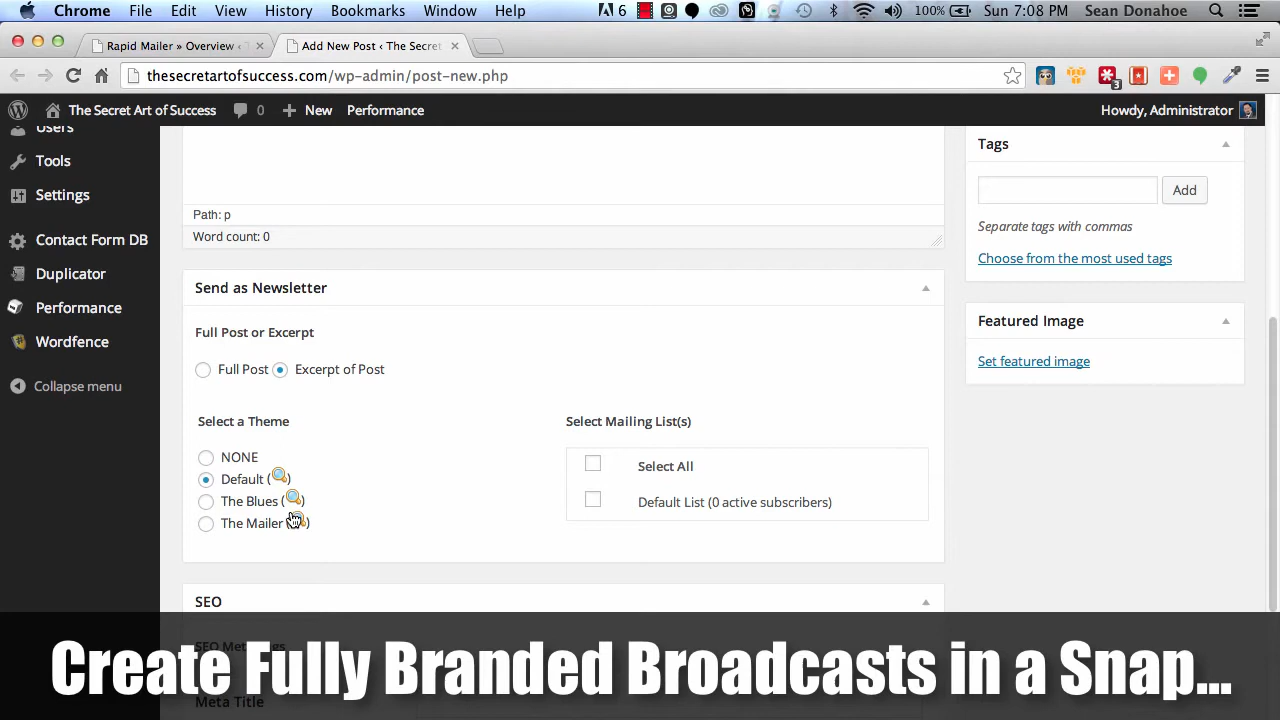 Chrome File Edit View History Bookmarks Window Help 6 100% Sun 7:08 PM Sean Donahoe
Rapid Mailer » Overview ‹
Add New Post ‹ The Secret
thesecretartofsuccess.com/wp-admin/post-new.php
3
The Secret Art of Success 0 New Performance Howdy, Administrator
Users
Tools
Settings
Contact Form DB
Duplicator
Performance
Wordfence
Collapse menu
Path: p
Word count: 0
Send as Newsletter
Full Post or Excerpt
Full Post Excerpt of Post
Select a Theme
NONE
Default ( )
The Blues ( )
The Mailer ( )
Select Mailing List(s)
Select All
Default List (0 active subscribers)
SEO
SEO Met
gs
Meta Title
Tags
Add
Separate tags with commas
Choose from the most used tags
Featured Image
Set featured image
Create Fully Branded Broadcasts in a Snap...